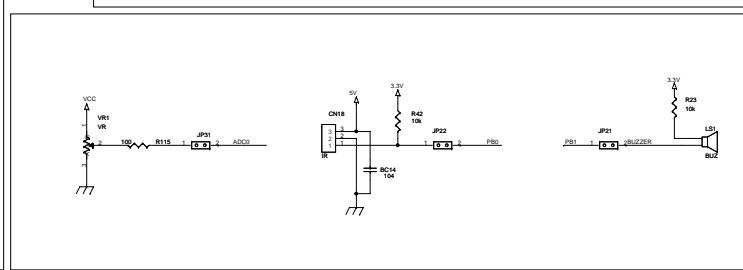 VCC
VR1
VR
1
2
3
100
R115
JP31
1
2
ADC0
5V
CN18
3
2
1
IR
BC14
104
3.3V
R42
10k
JP22
1
2
PB0
PB1
JP21
1
2
BUZZER
3.3V
R23
10k
LS1
BUZ